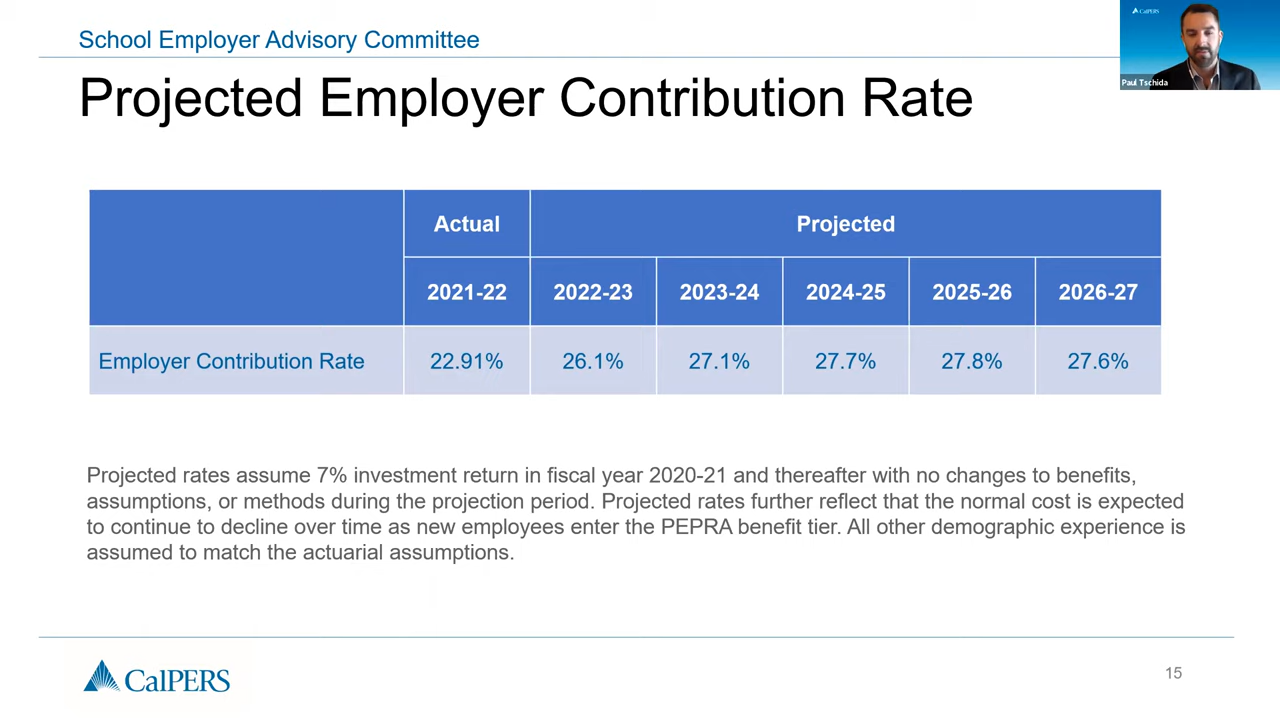 School Employer Advisory Committee
CalPERS
Paul Tschida
Projected Employer Contribution Rate
Actual Projected
2021-22 2022-23 2023-24 2024-25 2025-26 2026-27
Employer Contribution Rate 22.91% 26.1% 27.1% 27.7% 27.8% 27.6%
Projected rates assume 7% investment return in fiscal year 2020-21 and thereafter with no changes to benefits,
assumptions, or methods during the projection period. Projected rates further reflect that the normal cost is expected
to continue to decline over time as new employees enter the PEPRA benefit tier. All other demographic experience is
assumed to match the actuarial assumptions.
CalPERS
15